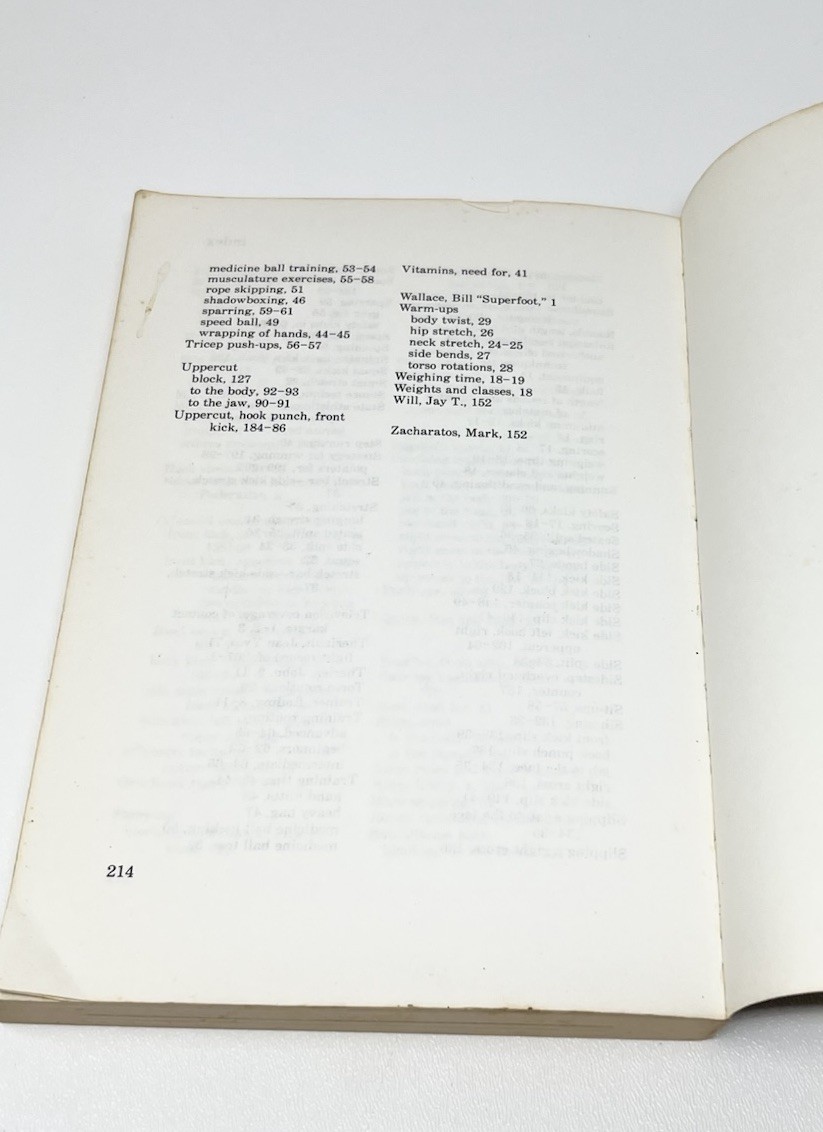 medicine ball training, 53–54
musculature exercises, 55–58
rope skipping, 51
shadowboxing, 46
sparring, 59–61
speed ball, 49
wrapping of hands, 44–45
Tricep push-ups, 56–57
Uppercut
block, 127
to the body, 92–93
to the jaw, 90–91
Uppercut, hook punch, front
kick, 184–86
Vitamins, need for, 41
Wallace, Bill "Superfoot," 1
Warm-ups
body twist, 29
hip stretch, 26
neck stretch, 24–25
side bends, 27
torso rotations, 28
Weighing time, 18–19
Weights and classes, 18
Will, Jay T., 152
Zacharatos, Mark, 152
214